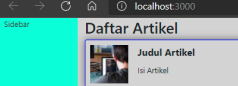 localhost:3000
Sidebar
Daftar Artikel
Judul Artikel
Isi Artikel